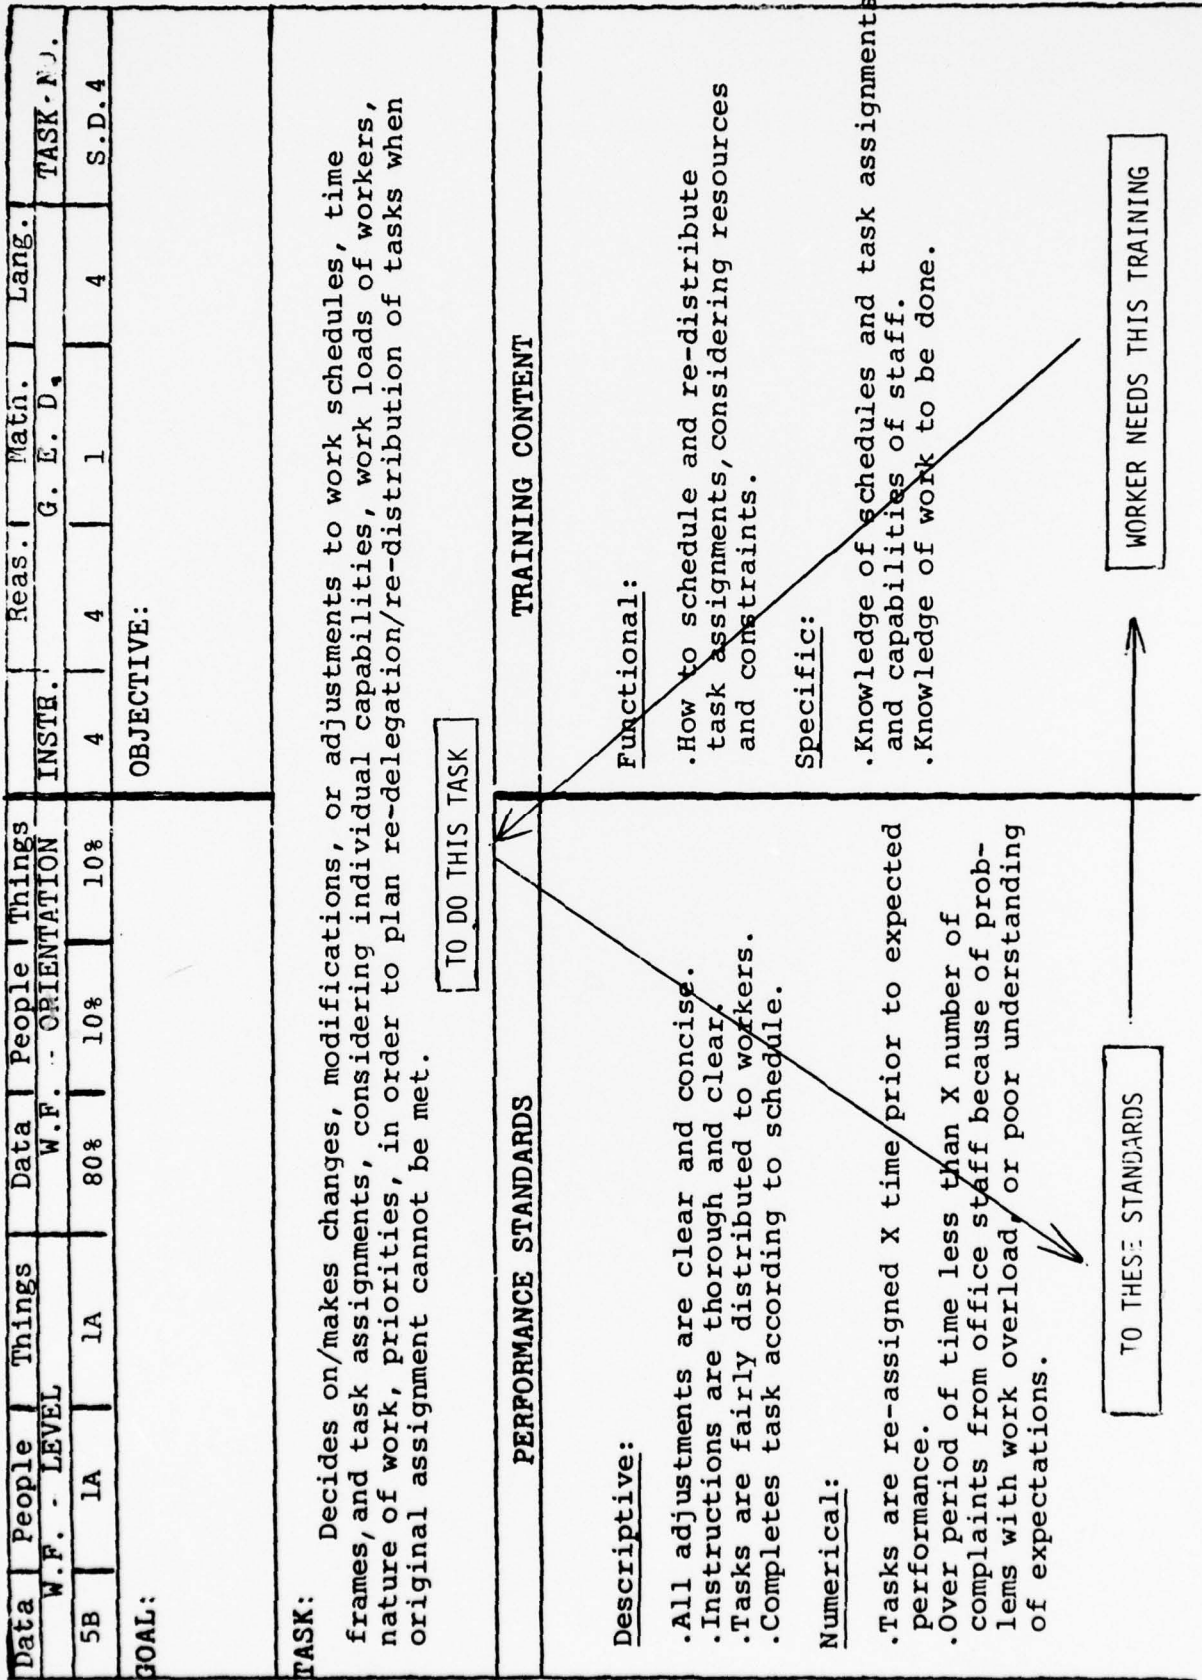 Data People Things Data People Things Reas. Math. Lang.
W.F. - LEVEL W.F. - ORIENTATION INSTR. G. E. D. TASK-NO.
5B 1A 1A 80% 10% 10% 4 4 1 4 S.D.4
GOAL:
OBJECTIVE:
TASK:
Decides on/makes changes, modifications, or adjustments to work schedules, time
frames, and task assignments, considering individual capabilities, work loads of workers,
nature of work, priorities, in order to plan re-delegation/re-distribution of tasks when
original assignment cannot be met.
TO DO THIS TASK
PERFORMANCE STANDARDS
Descriptive:
.All adjustments are clear and concise.
.Instructions are thorough and clear.
.Tasks are fairly distributed to workers.
.Completes task according to schedule.
Numerical:
.Tasks are re-assigned X time prior to expected
performance.
.Over period of time less than X number of
complaints from office staff because of prob-
lems with work overload, or poor understanding
of expectations.
TO THESE STANDARDS
TRAINING CONTENT
Functional:
.How to schedule and re-distribute
task assignments, considering resources
and constraints.
Specific:
.Knowledge of schedules and task assignments
and capabilities of staff.
.Knowledge of work to be done.
WORKER NEEDS THIS TRAINING